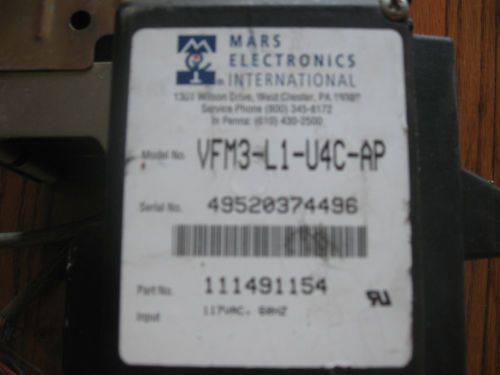 MARS
ELECTRONICS
INTERNATIONAL
1301 Wilson Drive, West Chester, PA 19380
Service Phone (800) 345-8172
In Penna: (610) 430-2500
Model No. VFM3-L1-U4C-AP
Serial No. 49520374496
Part No. 111491154
Input 117VAC, 60HZ